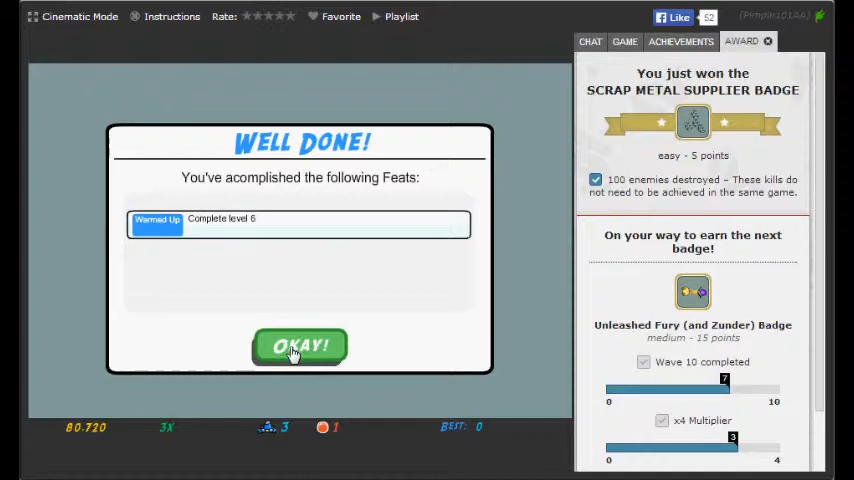 Cinematic Mode Instructions Rate: Favorite Playlist
Like 52 (Pimpin101AA)
CHAT GAME ACHIEVEMENTS AWARD
WELL DONE!
You've acomplished the following Feats:
Warmed Up Complete level 6
OKAY!
80.720 3X 3 1 BEST: 0
You just won the
SCRAP METAL SUPPLIER BADGE
easy - 5 points
100 enemies destroyed – These kills do
not need to be achieved in the same game.
On your way to earn the next
badge!
Unleashed Fury (and Zunder) Badge
medium - 15 points
Wave 10 completed
7
0 10
x4 Multiplier
3
0 4